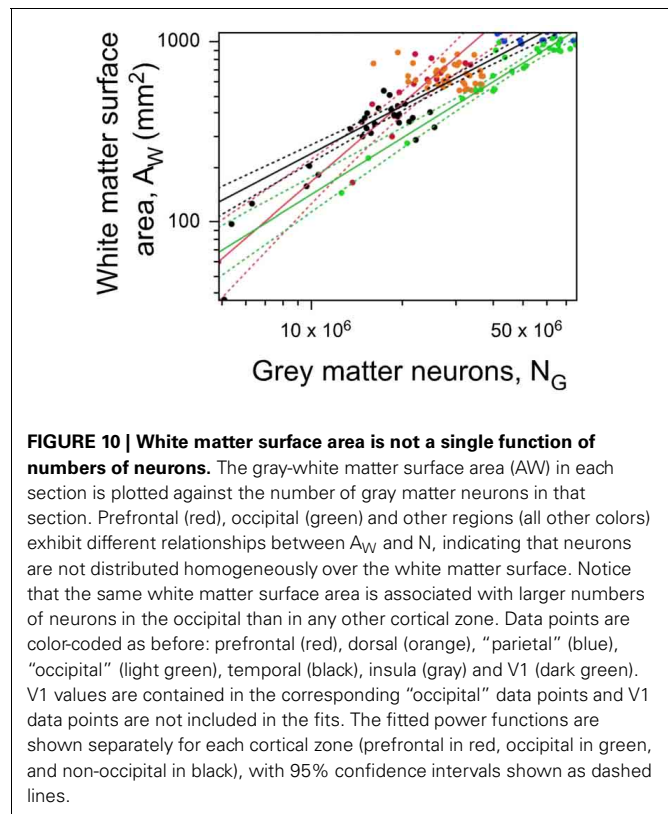 1000
100
White matter surface
area, A_W (mm²)
10 x 10⁶
50 x 10⁶
Grey matter neurons, N_G
FIGURE 10 | White matter surface area is not a single function of
numbers of neurons. The gray-white matter surface area (AW) in each
section is plotted against the number of gray matter neurons in that
section. Prefrontal (red), occipital (green) and other regions (all other colors)
exhibit different relationships between A_W and N, indicating that neurons
are not distributed homogeneously over the white matter surface. Notice
that the same white matter surface area is associated with larger numbers
of neurons in the occipital than in any other cortical zone. Data points are
color-coded as before: prefrontal (red), dorsal (orange), “parietal” (blue),
“occipital” (light green), temporal (black), insula (gray) and V1 (dark green).
V1 values are contained in the corresponding “occipital” data points and V1
data points are not included in the fits. The fitted power functions are
shown separately for each cortical zone (prefrontal in red, occipital in green,
and non-occipital in black), with 95% confidence intervals shown as dashed
lines.